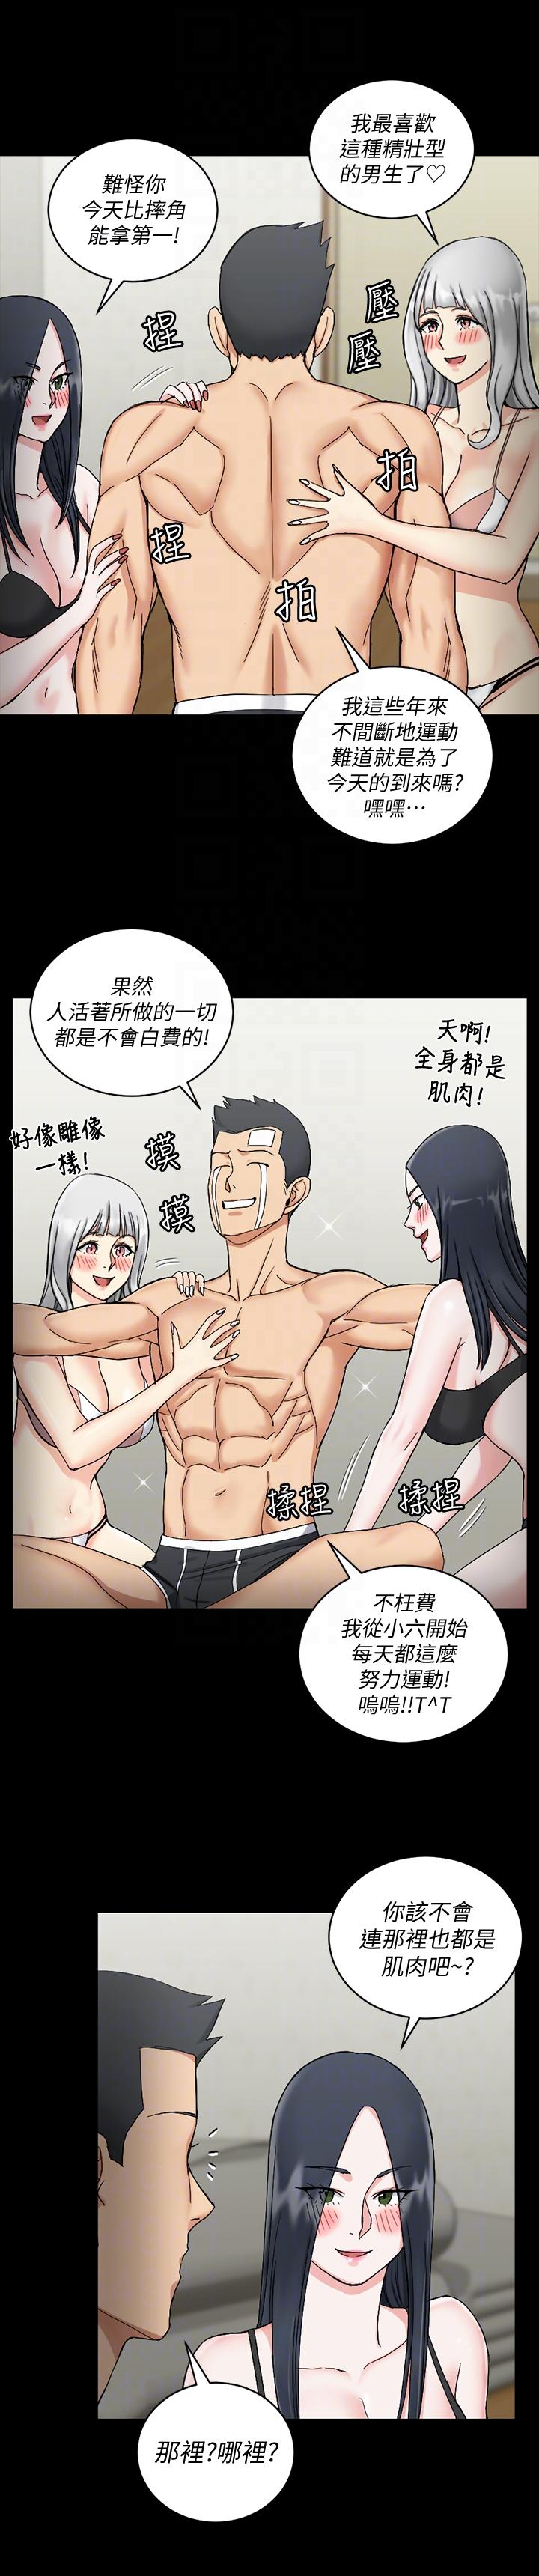 我最喜歡
這種精壯型
的男生了♡
難怪你
今天比摔角
能拿第一!
壓
壓
捏
拍
捏
拍
我這些年來
不間斷地運動
難道就是為了
今天的到來嗎?
嘿嘿…
果然
人活著所做的一切
都是不會白費的!
天啊!
全身都是
肌肉!
好像雕像
一樣!
摸
摸
揉捏
揉捏
不枉費
我從小六開始
每天都這麼
努力運動!
嗚嗚!!T^T
你該不會
連那裡也都是
肌肉吧~?
那裡?哪裡?